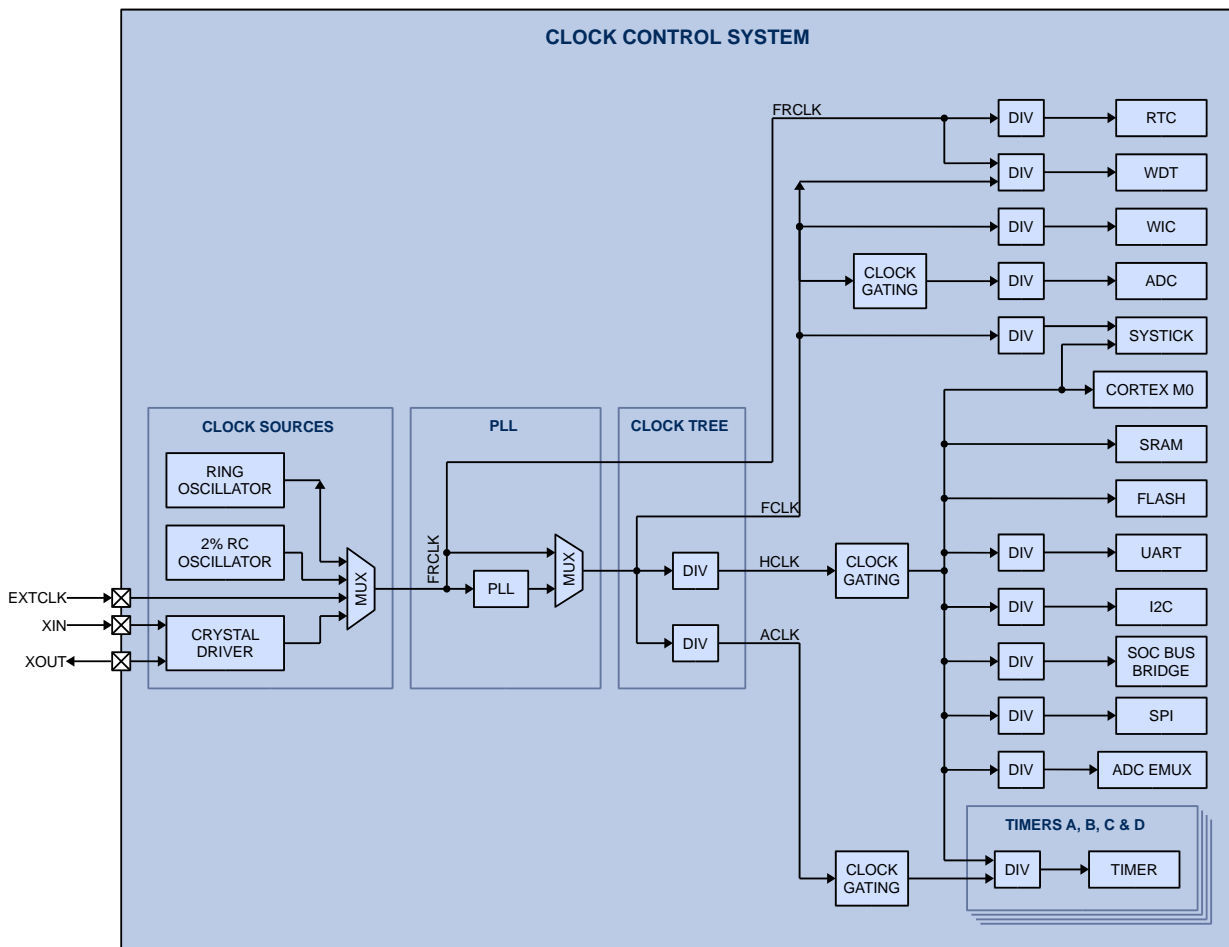 CLOCK CONTROL SYSTEM
FRCLK
DIV
RTC
DIV
WDT
DIV
WIC
CLOCK
GATING
DIV
ADC
DIV
SYSTICK
CORTEX M0
SRAM
FLASH
CLOCK SOURCES
RING
OSCILLATOR
2% RC
OSCILLATOR
CRYSTAL
DRIVER
MUX
EXTCLK
XIN
XOUT
PLL
FRCLK
PLL
MUX
CLOCK TREE
DIV
DIV
FCLK
HCLK
ACLK
CLOCK
GATING
DIV
UART
DIV
I2C
DIV
SOC BUS
BRIDGE
DIV
SPI
DIV
ADC EMUX
TIMERS A, B, C & D
CLOCK
GATING
DIV
TIMER